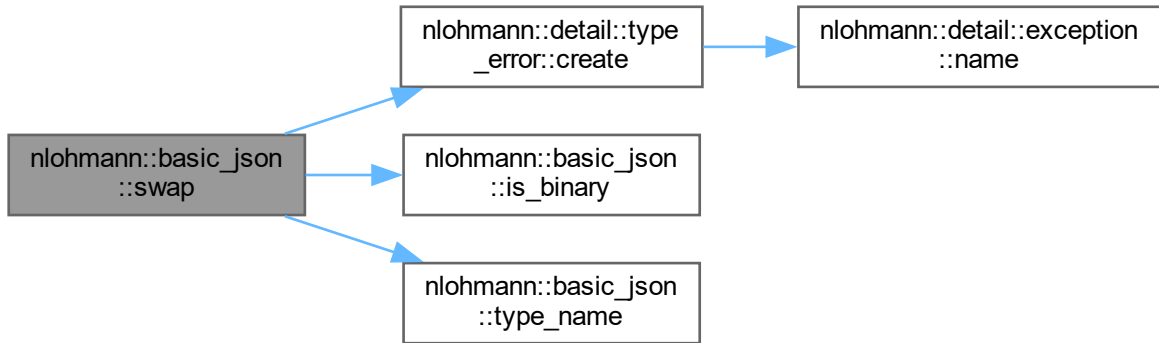 nlohmann::detail::type
_error::create
nlohmann::detail::exception
::name
nlohmann::basic_json
::swap
nlohmann::basic_json
::is_binary
nlohmann::basic_json
::type_name